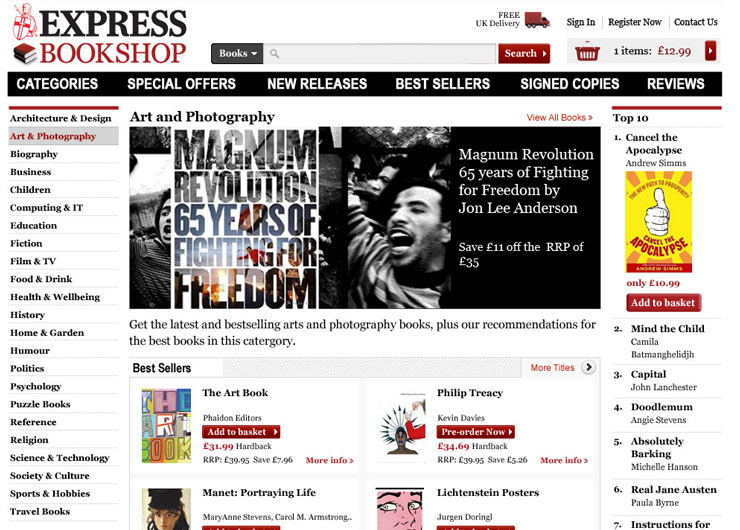 EXPRESS
BOOKSHOP
FREE
UK Delivery
Sign In
Register Now
Contact Us
Books
Search
1 items: £12.99
CATEGORIES
SPECIAL OFFERS
NEW RELEASES
BEST SELLERS
SIGNED COPIES
REVIEWS
Architecture & Design
Art & Photography
Biography
Business
Children
Computing & IT
Education
Fiction
Film & TV
Food & Drink
Health & Wellbeing
History
Home & Garden
Humour
Politics
Psychology
Puzzle Books
Reference
Religion
Science & Technology
Society & Culture
Sports & Hobbies
Travel Books
Art and Photography
View All Books »
MAGNUM
REVOLUTION
65 YEARS OF
FIGHTING FOR
FREEDOM
Magnum Revolution
65 years of Fighting
for Freedom by
Jon Lee Anderson
Save £11 off the RRP of
£35
Get the latest and bestselling arts and photography books, plus our recommendations for
the best books in this catergory.
Best Sellers
More Titles
THE
ART
BOOK
The Art Book
Phaidon Editors
Add to basket
£31.99 Hardback
RRP: £39.95 Save £7.96
More info »
Philip Treacy
Kevin Davies
Pre-order Now
£34.69 Hardback
RRP: £39.95 Save £5.26
More info »
Manet: Portraying Life
MaryAnne Stevens, Carol M. Armstrong..
Lichtenstein Posters
Jurgen Doringl
Top 10
1. Cancel the
Apocalypse
Andrew Simms
THE NEW PATH TO PROSPERITY
CANCEL THE
APOCALYPSE
ANDREW SIMMS
only £10.99
Add to basket
2. Mind the Child
Camila
Batmanghelidjh
3. Capital
John Lanchester
4. Doodlemum
Angie Stevens
5. Absolutely
Barking
Michelle Hanson
6. Real Jane Austen
Paula Byrne
7. Instructions for